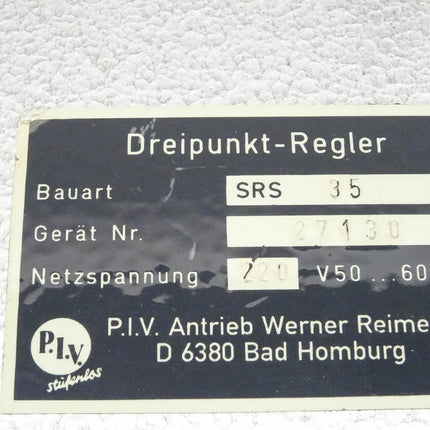 Dreipunkt-Regler
Bauart SRS 35
Gerät Nr. 27130
Netzspannung 220 V50...60
P.I.V. Antrieb Werner Reime
D 6380 Bad Homburg
P.I.V.
stufenlos